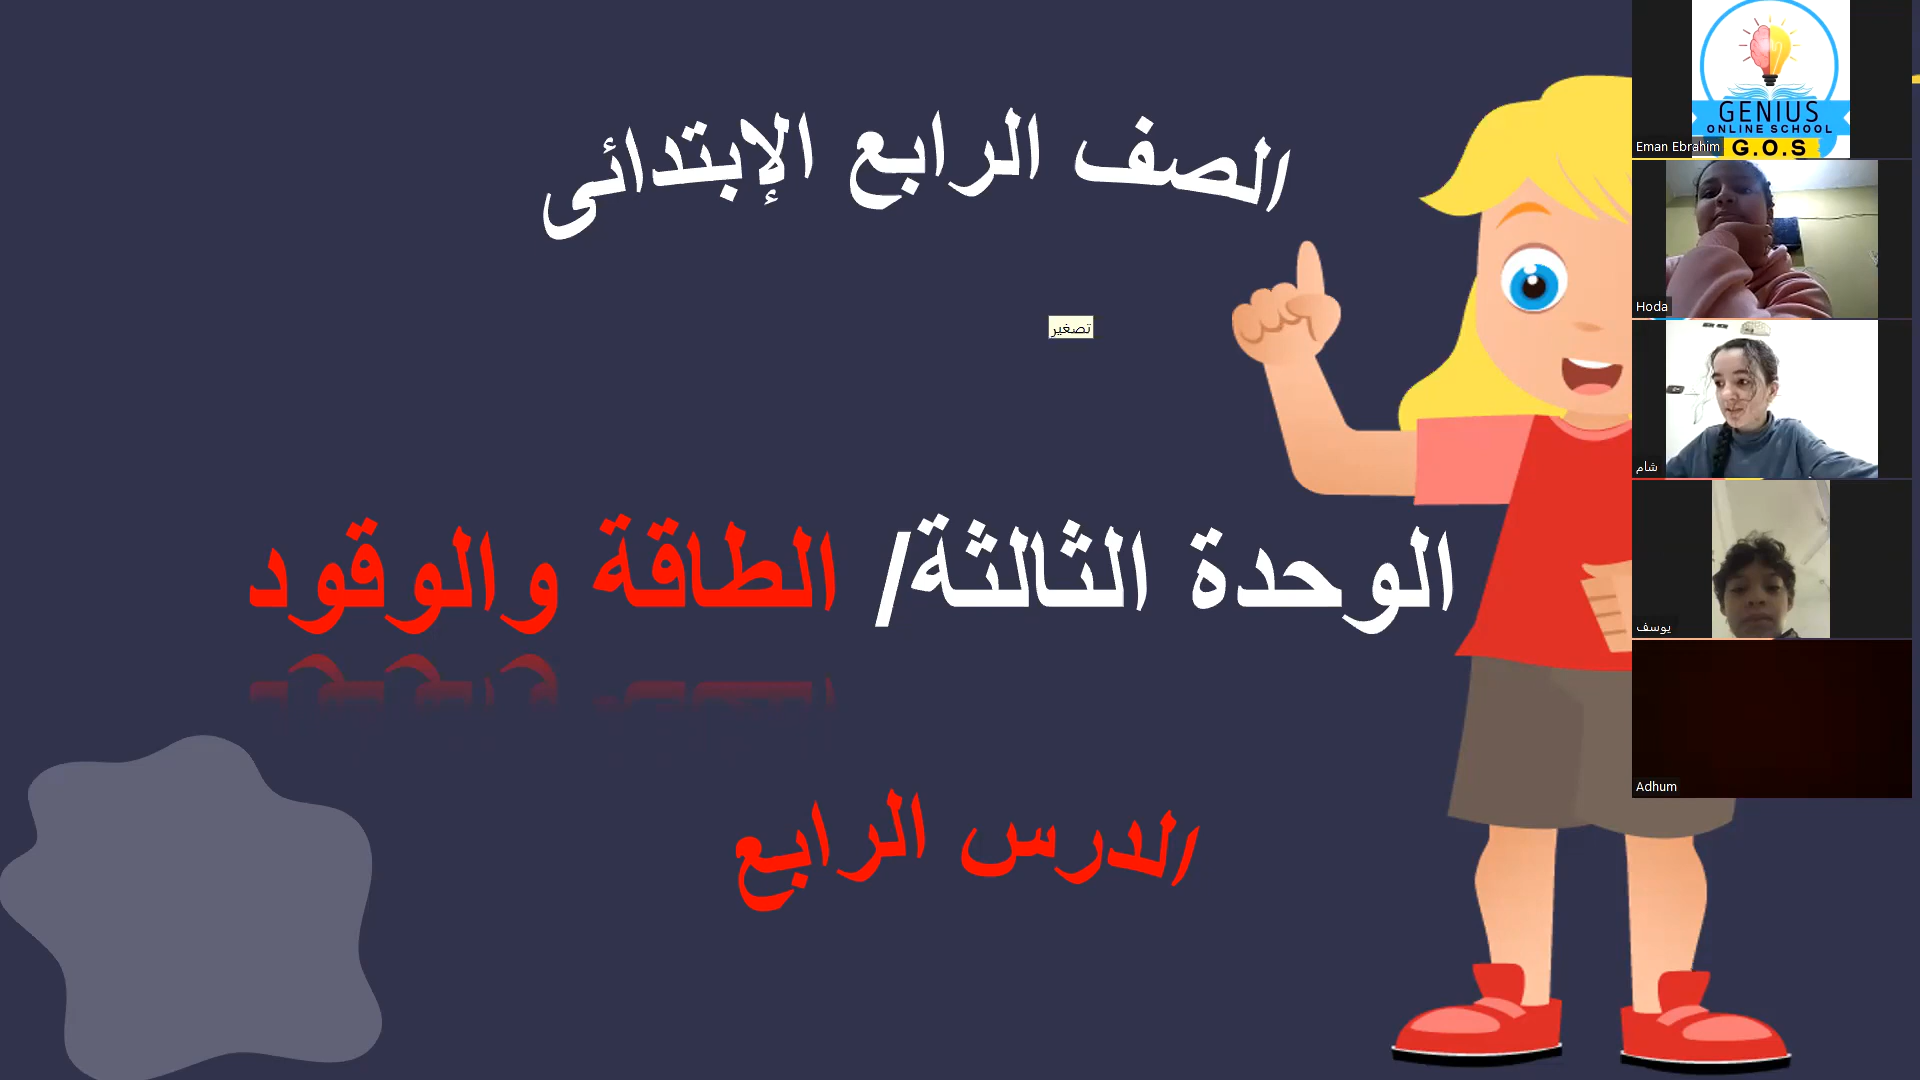 الصف الرابع الإبتدائى
تصغير
الوحدة الثالثة/ الطاقة والوقود
الدرس الرابع
GENIUS
ONLINE SCHOOL
G.O.S
Eman Ebrahim
Hoda
شام
يوسف
Adhum